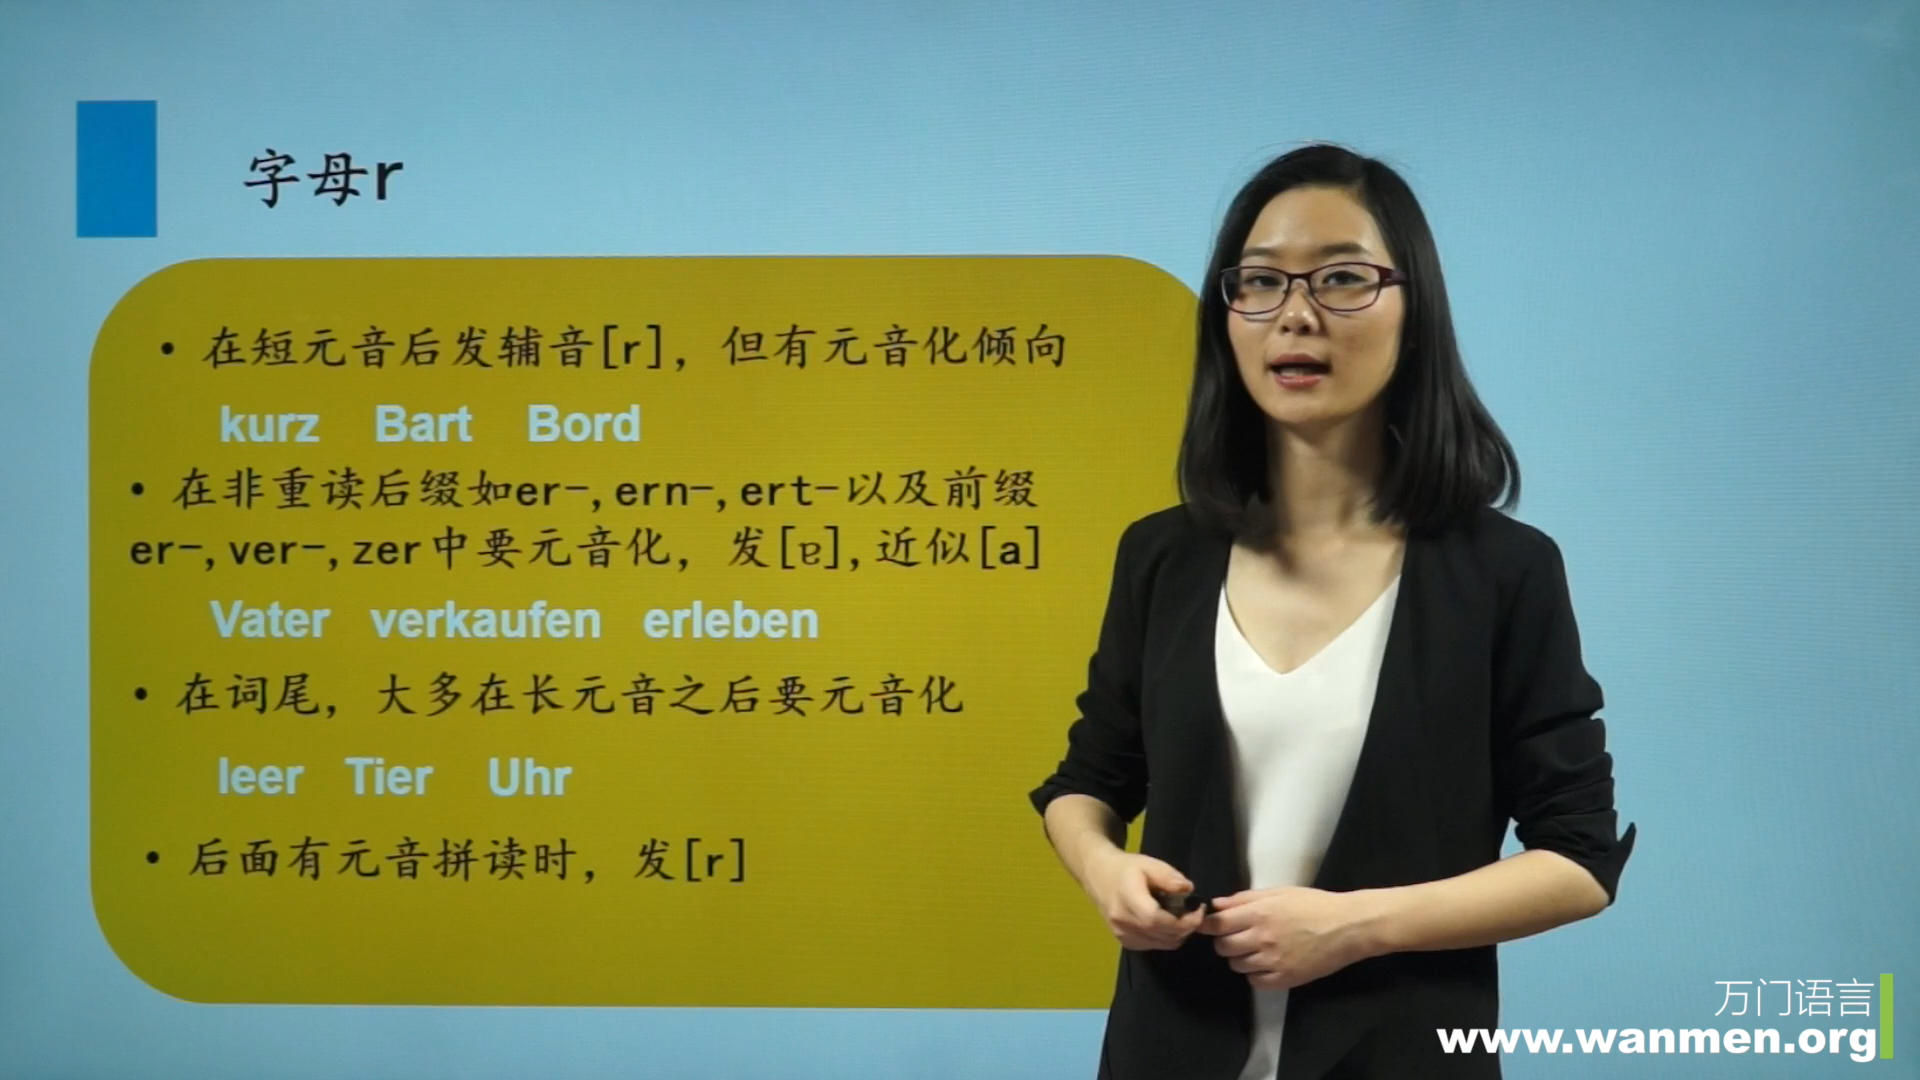 字母r
• 在短元音后发辅音[r]，但有元音化倾向
kurz Bart Bord
• 在非重读后缀如er-,ern-,ert-以及前缀
er-,ver-,zer中要元音化，发[ɐ],近似[a]
Vater verkaufen erleben
• 在词尾，大多在长元音之后要元音化
leer Tier Uhr
• 后面有元音拼读时，发[r]
万门语言
www.wanmen.org